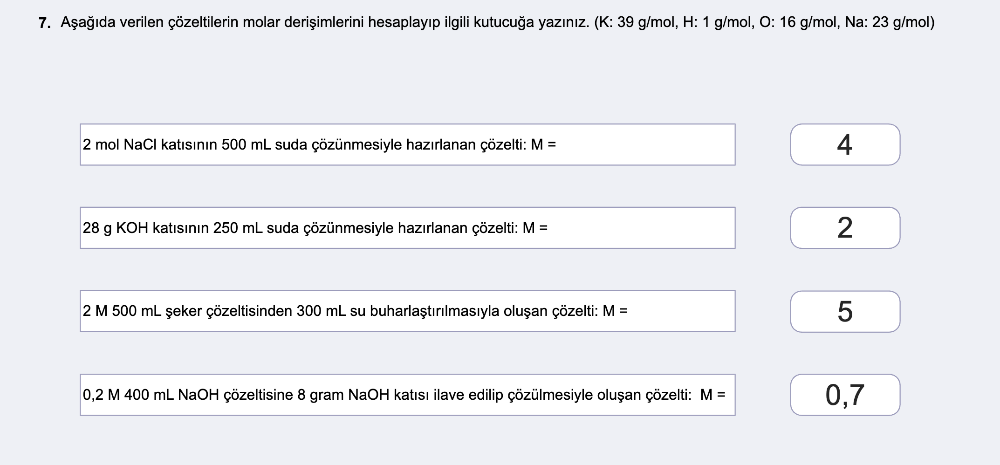 7. Aşağıda verilen çözeltilerin molar derişimlerini hesaplayıp ilgili kutucuğa yazınız. (K: 39 g/mol, H: 1 g/mol, O: 16 g/mol, Na: 23 g/mol)
2 mol NaCl katısının 500 mL suda çözünmesiyle hazırlanan çözelti: M =
4
28 g KOH katısının 250 mL suda çözünmesiyle hazırlanan çözelti: M =
2
2 M 500 mL şeker çözeltisinden 300 mL su buharlaştırılmasıyla oluşan çözelti: M =
5
0,2 M 400 mL NaOH çözeltisine 8 gram NaOH katısı ilave edilip çözülmesiyle oluşan çözelti: M =
0,7